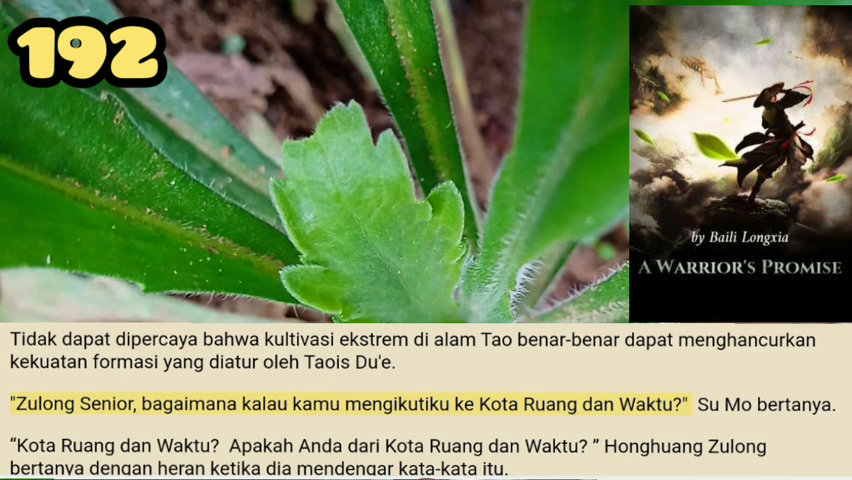 192
by Baili Longxia
A WARRIOR'S PROMISE
Tidak dapat dipercaya bahwa kultivasi ekstrem di alam Tao benar-benar dapat menghancurkan
kekuatan formasi yang diatur oleh Taois Du'e.
"Zulong Senior, bagaimana kalau kamu mengikutiku ke Kota Ruang dan Waktu?" Su Mo bertanya.
“Kota Ruang dan Waktu? Apakah Anda dari Kota Ruang dan Waktu? ” Honghuang Zulong
bertanya dengan heran ketika dia mendengar kata-kata itu.